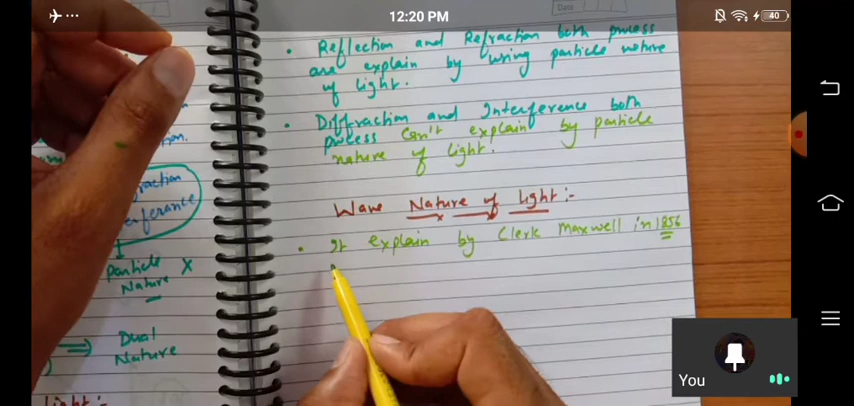 12:20 PM
40
Date
Reflection and Refraction both process
are explain by using particle nature
of light.
Diffraction and Interference both
process Can't explain by particle
nature of light.
Wave Nature of light :-
It explain by Clerk Maxwell in 1856
Particle X
Nature
Dual
Nature
You